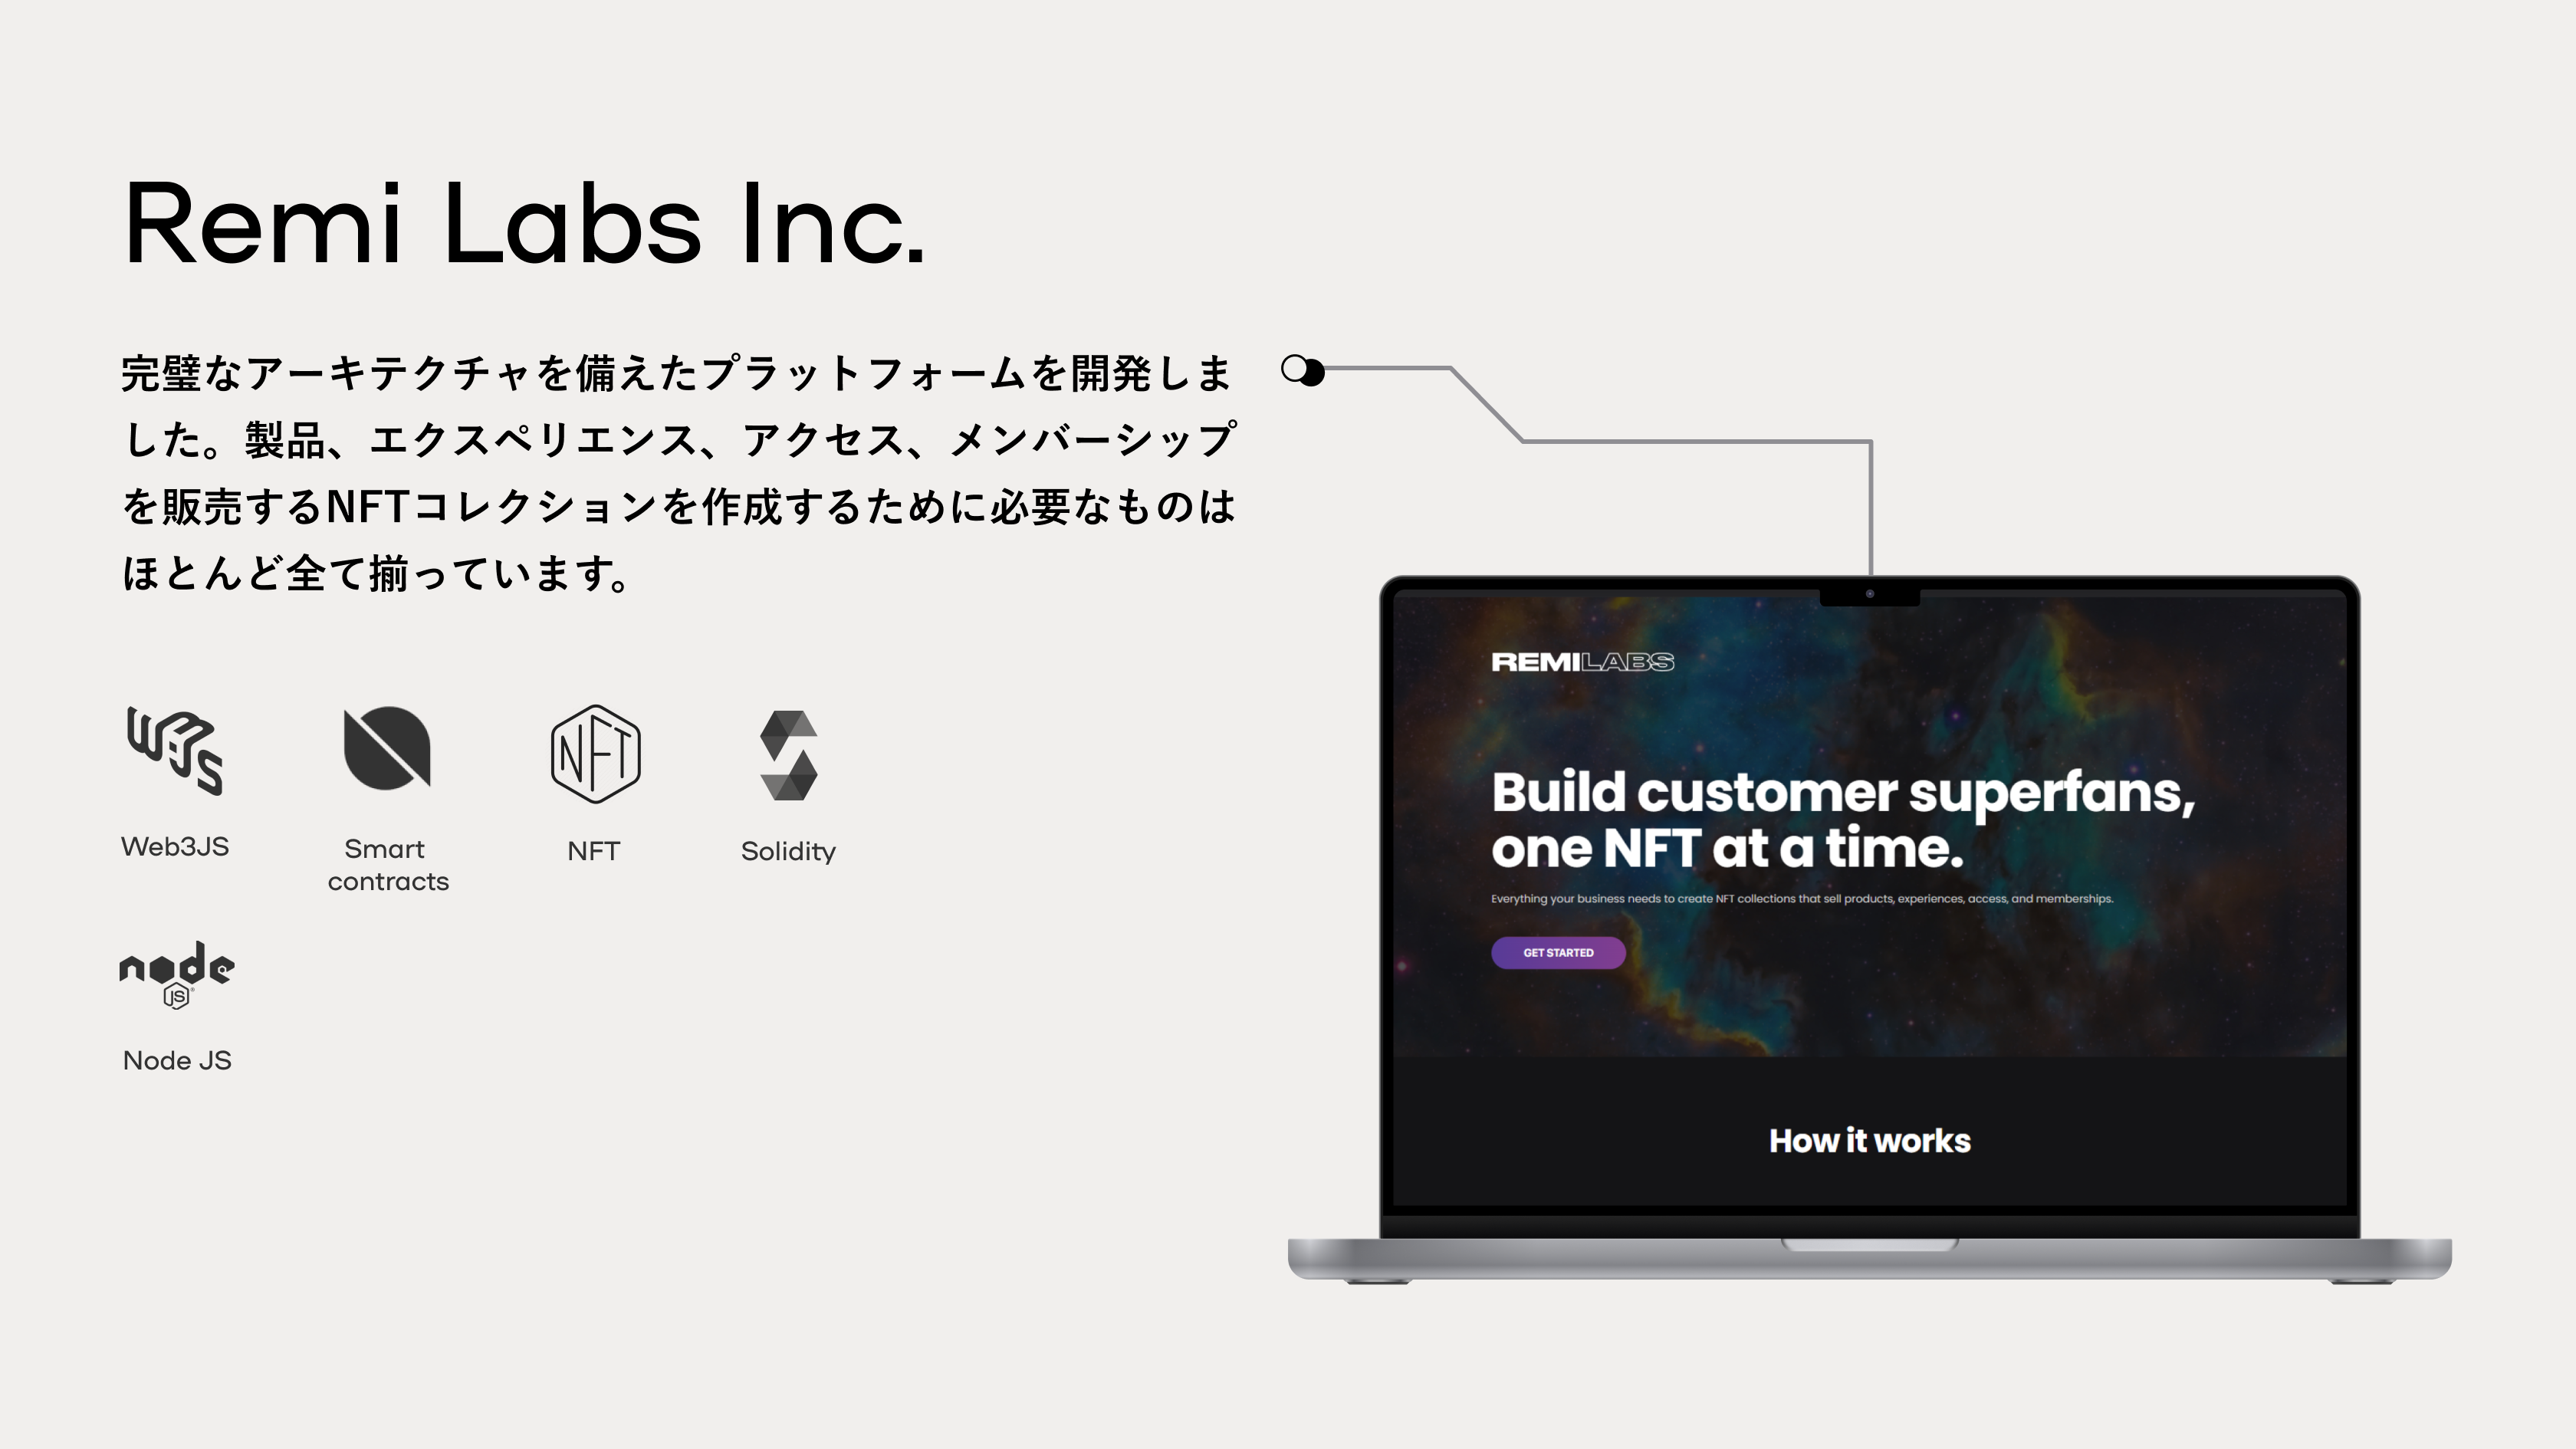 Remi Labs Inc.
完璧なアーキテクチャを備えたプラットフォームを開発しま
した。製品、エクスペリエンス、アクセス、メンバーシップ
を販売するNFTコレクションを作成するために必要なものは
ほとんど全て揃っています。
W3JS
Web3JS
Smart
contracts
NFT
NFT
Solidity
node
JS
Node JS
REMILABS
Build customer superfans,
one NFT at a time.
Everything your business needs to create NFT collections that sell products, experiences, access, and memberships.
GET STARTED
How it works